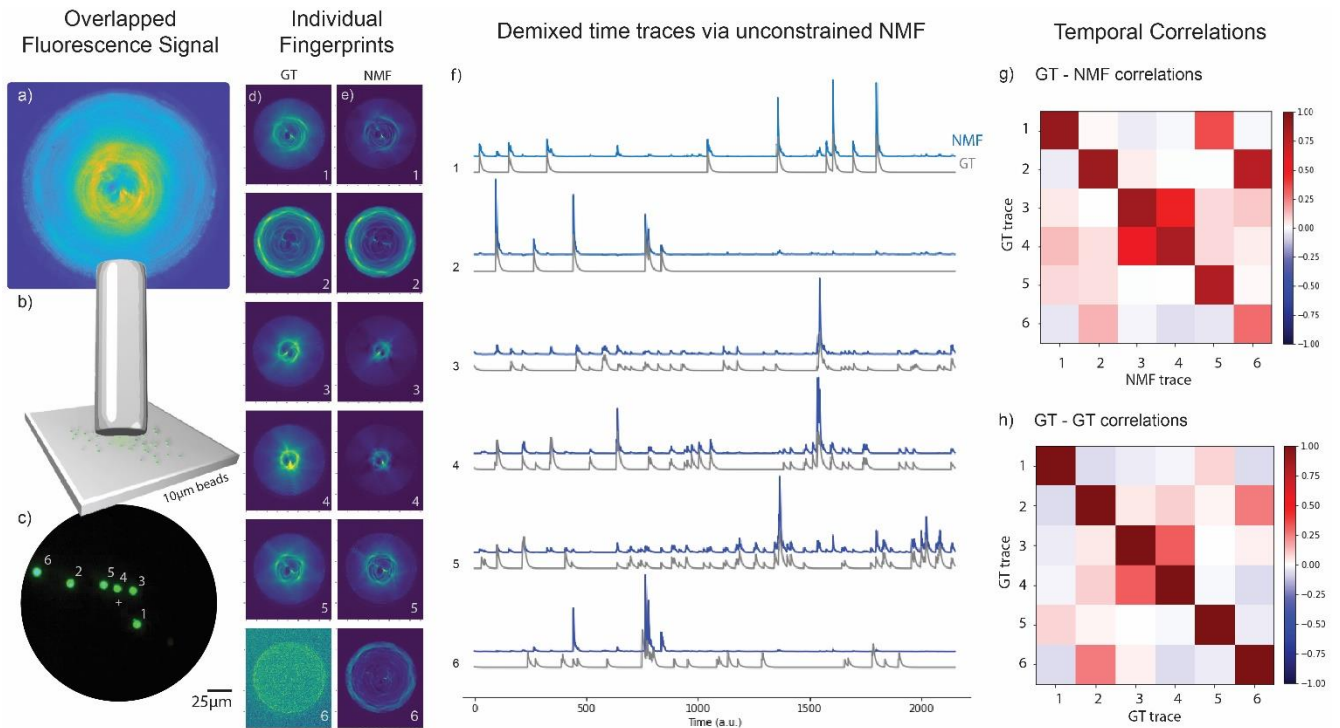 Overlapped
Fluorescence Signal
Individual
Fingerprints
Demixed time traces via unconstrained NMF
Temporal Correlations
a)
b)
10µm beads
c)
6
2
5
4
3
+
1
25µm
GT
NMF
d)
e)
1
1
2
2
3
3
4
4
5
5
6
6
f)
NMF
GT
1
2
3
4
5
6
0
500
1000
1500
2000
Time (a.u.)
g) GT - NMF correlations
GT trace
1
2
3
4
5
6
1 2 3 4 5 6
NMF trace
1.00
0.75
0.50
0.25
0.00
−0.25
−0.50
−0.75
−1.00
h) GT - GT correlations
GT trace
1
2
3
4
5
6
1 2 3 4 5 6
GT trace
1.00
0.75
0.50
0.25
0.00
−0.25
−0.50
−0.75
−1.00